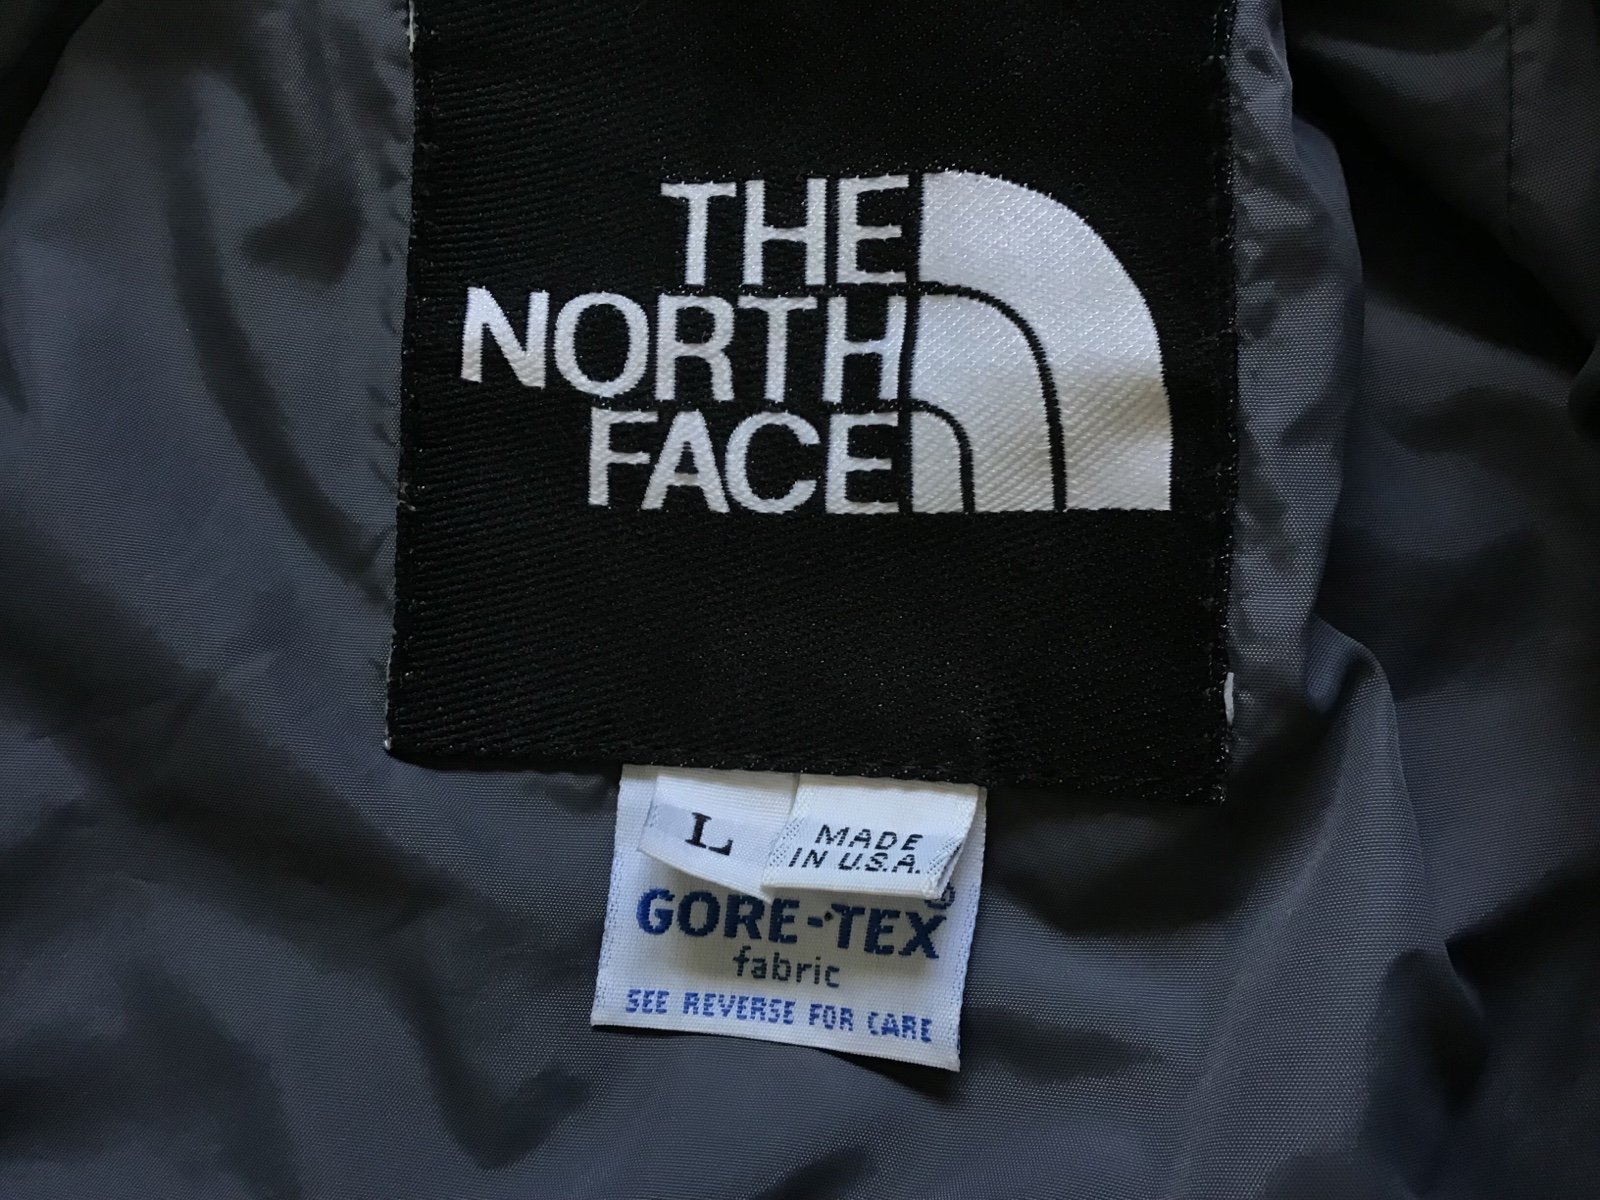 THE
NORTH
FACE
L
MADE
IN U.S.A.
GORE-TEX®
fabric
SEE REVERSE FOR CARE